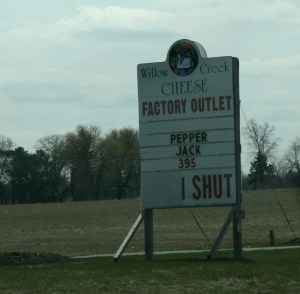 Willow Creek
CHEESE
FACTORY OUTLET
PEPPER
JACK
395
I SHUT